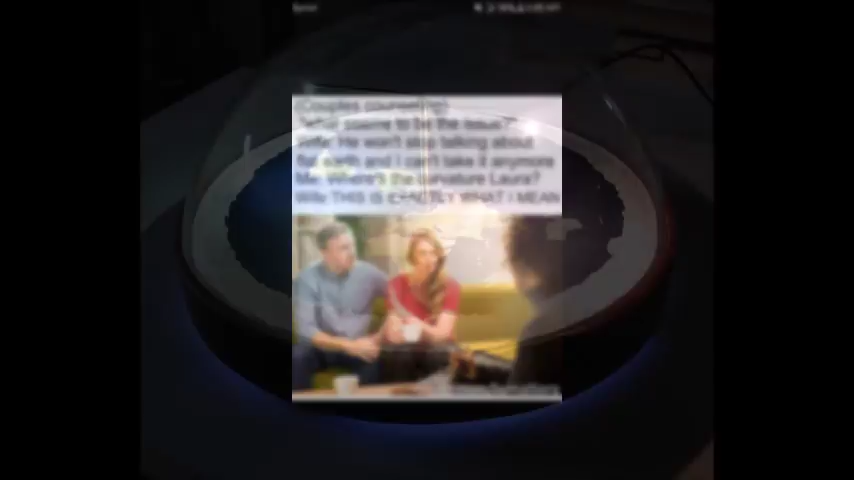 (Couples counseling)
"What seems to be the issue?"
Wife: He won't stop talking about
flat earth and I can't take it anymore
Me: Where's the curvature Laura?
Wife: THIS IS EXACTLY WHAT I MEAN